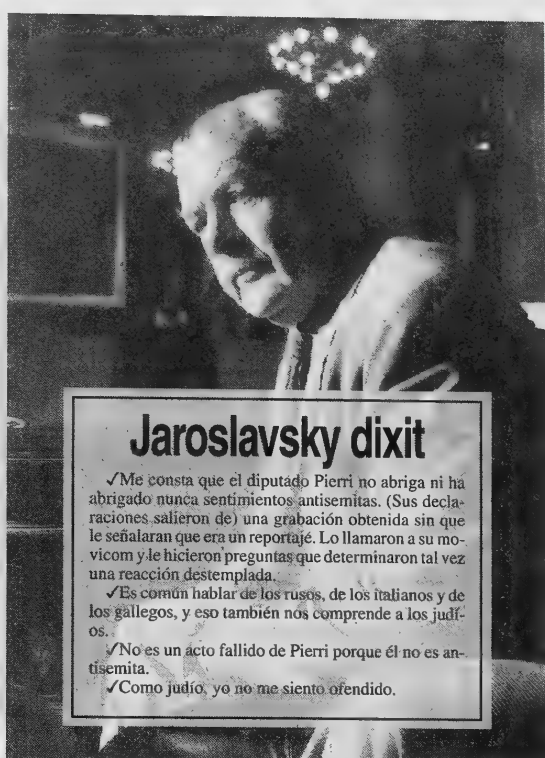 Jaroslavsky dixit
✓Me consta que el diputado Pierri no abriga ni ha
abrigado nunca sentimientos antisemitas. (Sus decla-
raciones salieron de) una grabación obtenida sin que
le señalaran que era un reportaje. Lo llamaron a su mo-
vicom y le hicieron preguntas que determinaron tal vez
una reacción destemplada.
✓Es común hablar de los rusos, de los italianos y de
los gallegos, y eso también nos comprende a los judí-
os.
✓No es un acto fallido de Pierri porque él no es an-
tisemita.
✓Como judío, yo no me siento ofendido.